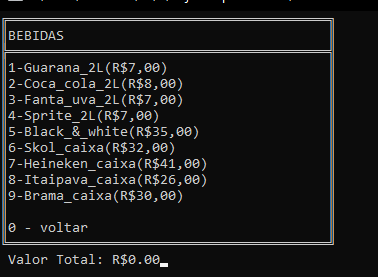 BEBIDAS
1-Guarana_2L(R$7,00)
2-Coca_cola_2L(R$8,00)
3-Fanta_uva_2L(R$7,00)
4-Sprite_2L(R$7,00)
5-Black_&_white(R$35,00)
6-Skol_caixa(R$32,00)
7-Heineken_caixa(R$41,00)
8-Itaipava_caixa(R$26,00)
9-Brama_caixa(R$30,00)
0 - voltar
Valor Total: R$0.00